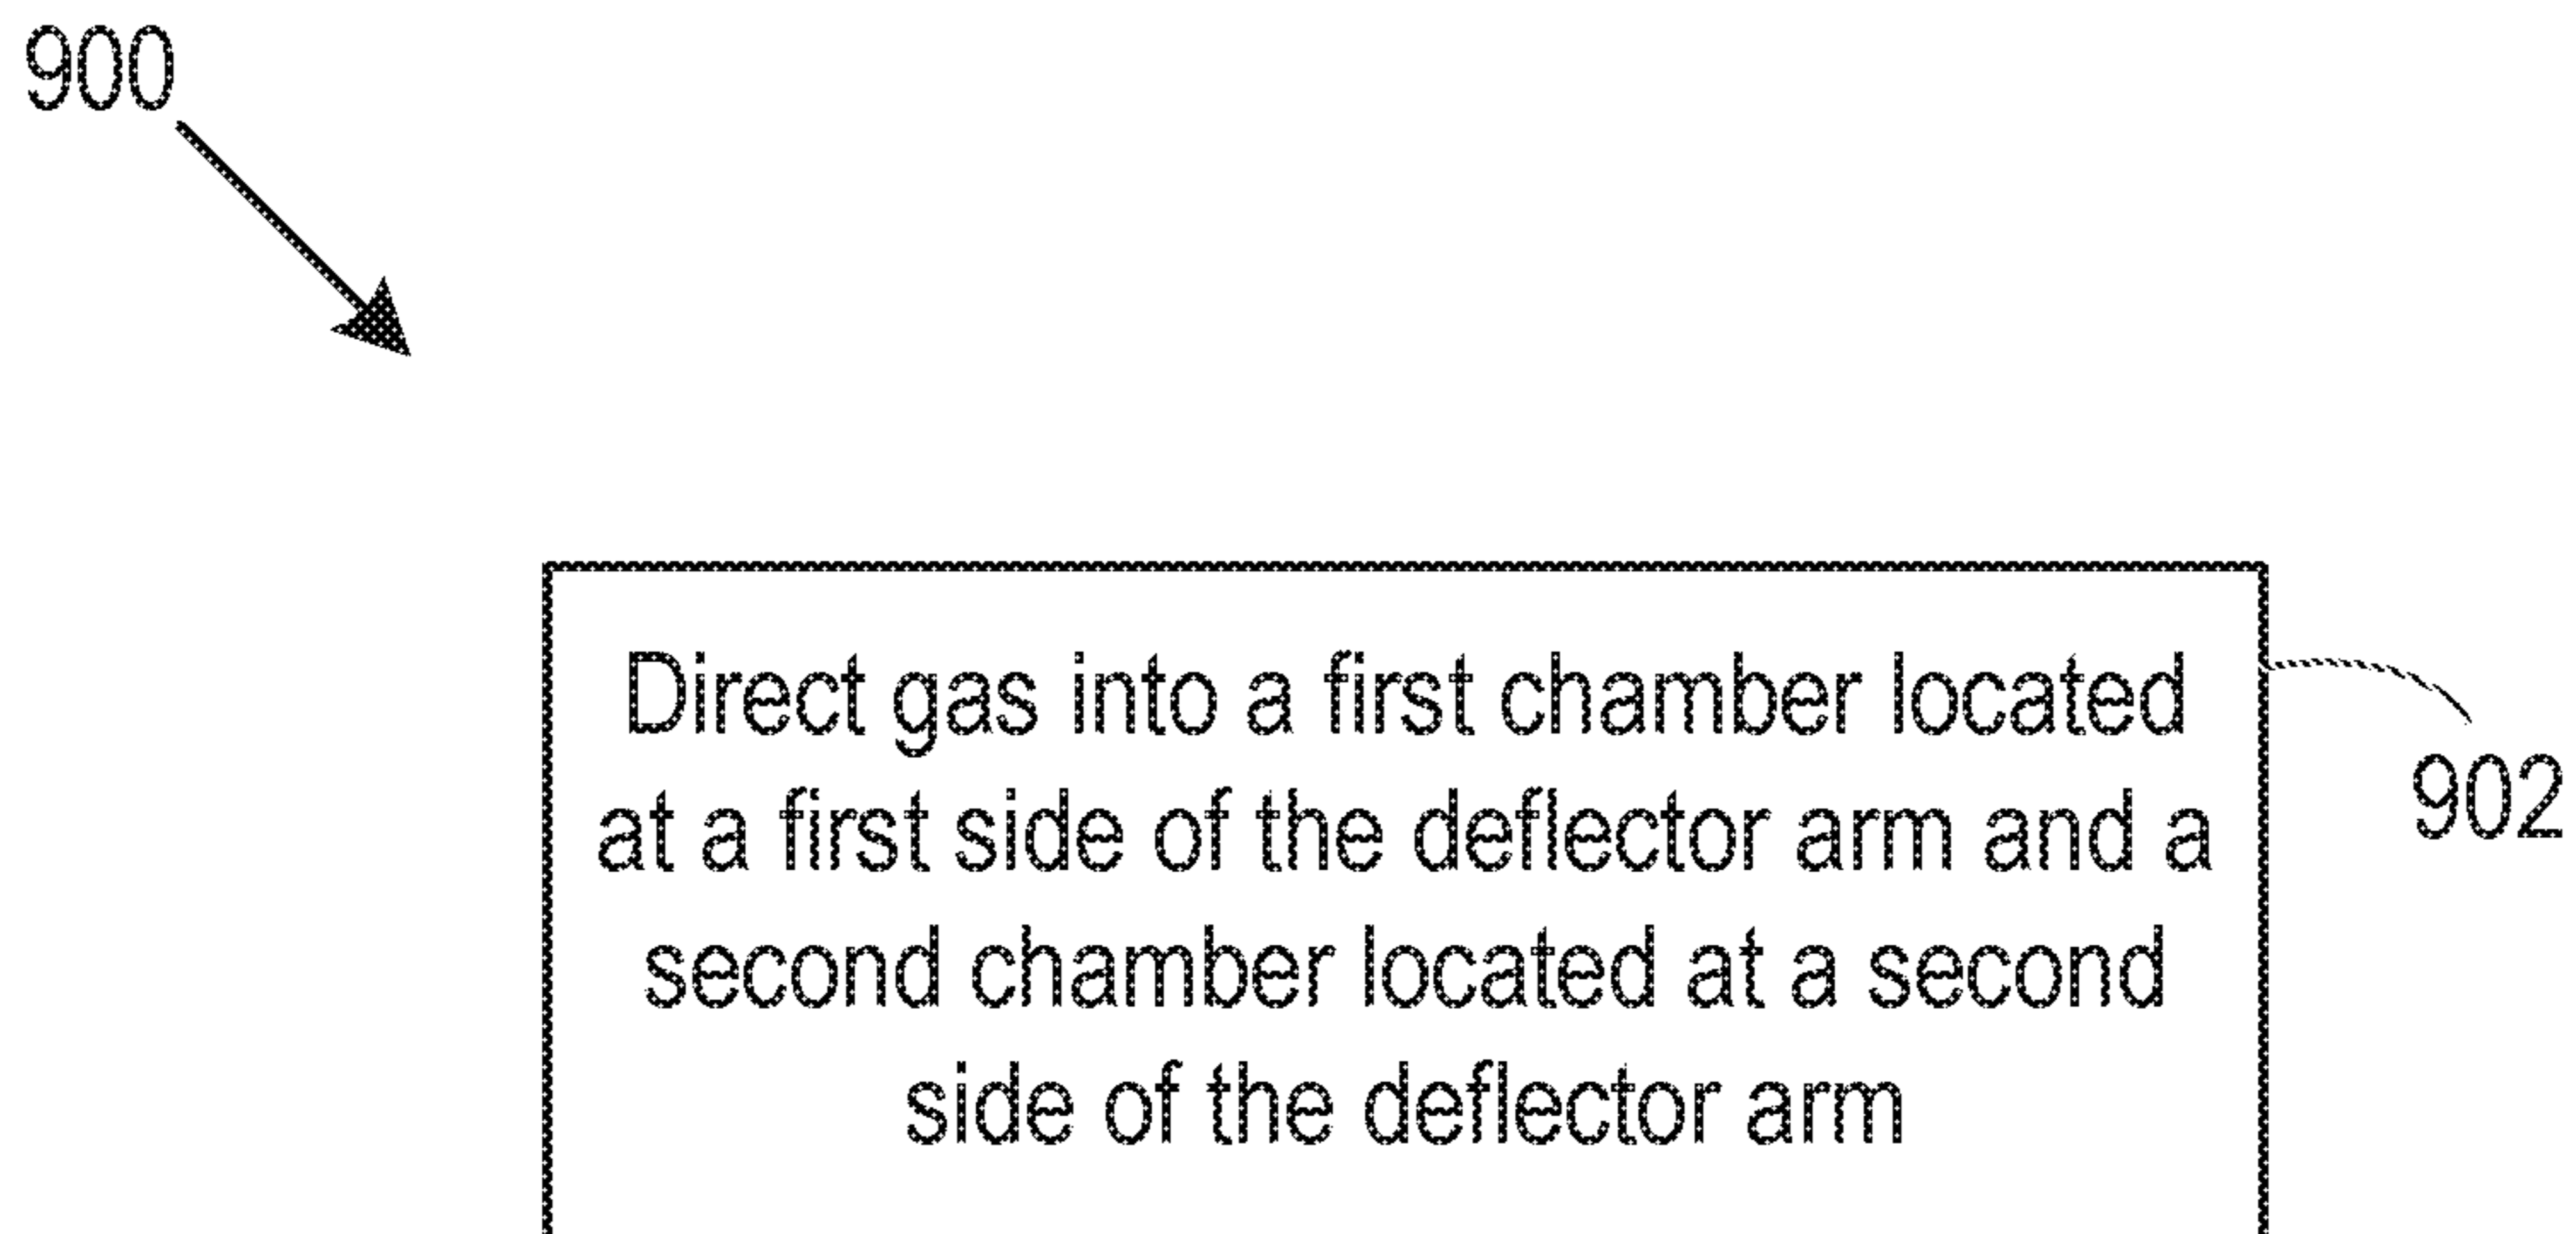 900
Direct gas into a first chamber located
at a first side of the deflector arm and a
second chamber located at a second
side of the deflector arm
902